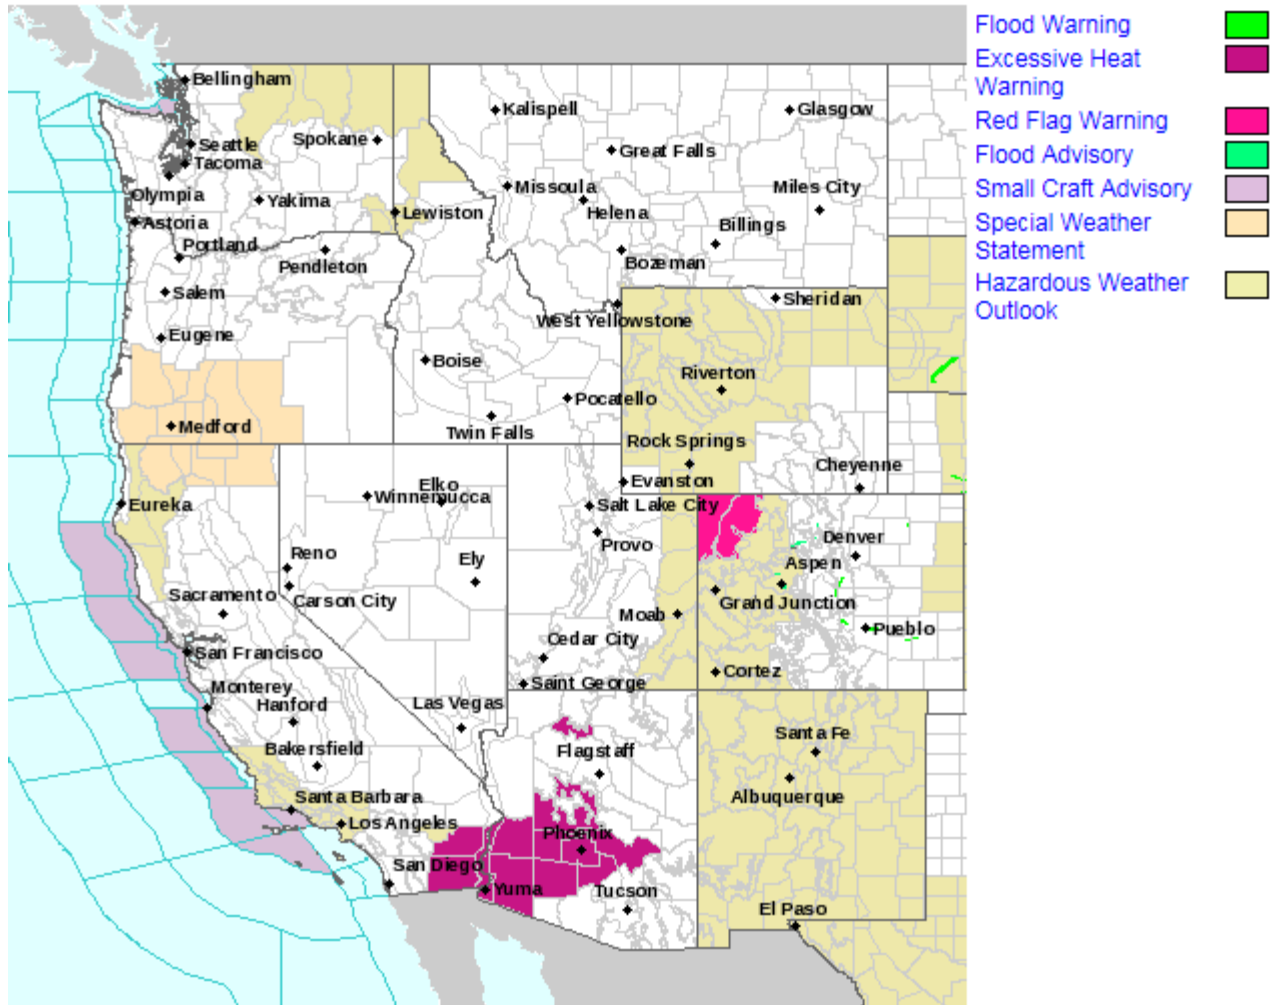 Flood Warning
Excessive Heat
Warning
Red Flag Warning
Flood Advisory
Small Craft Advisory
Special Weather
Statement
Hazardous Weather
Outlook
Bellingham
Kalispell
Glasgow
Seattle
Spokane
Great Falls
Tacoma
Olympia
Yakima
Missoula
Miles City
Astoria
Lewiston
Helena
Billings
Portland
Pendleton
Bozeman
Salem
Sheridan
Eugene
West Yellowstone
Boise
Riverton
Pocatello
Medford
Twin Falls
Rock Springs
Cheyenne
Elko
Winnemucca
Evanston
Eureka
Salt Lake City
Provo
Denver
Reno
Ely
Aspen
Sacramento
Carson City
Grand Junction
Moab
Pueblo
San Francisco
Cedar City
Cortez
Monterey
Saint George
Hanford
Las Vegas
Bakersfield
Flagstaff
Santa Fe
Santa Barbara
Albuquerque
Los Angeles
Phoenix
San Diego
Yuma
Tucson
El Paso